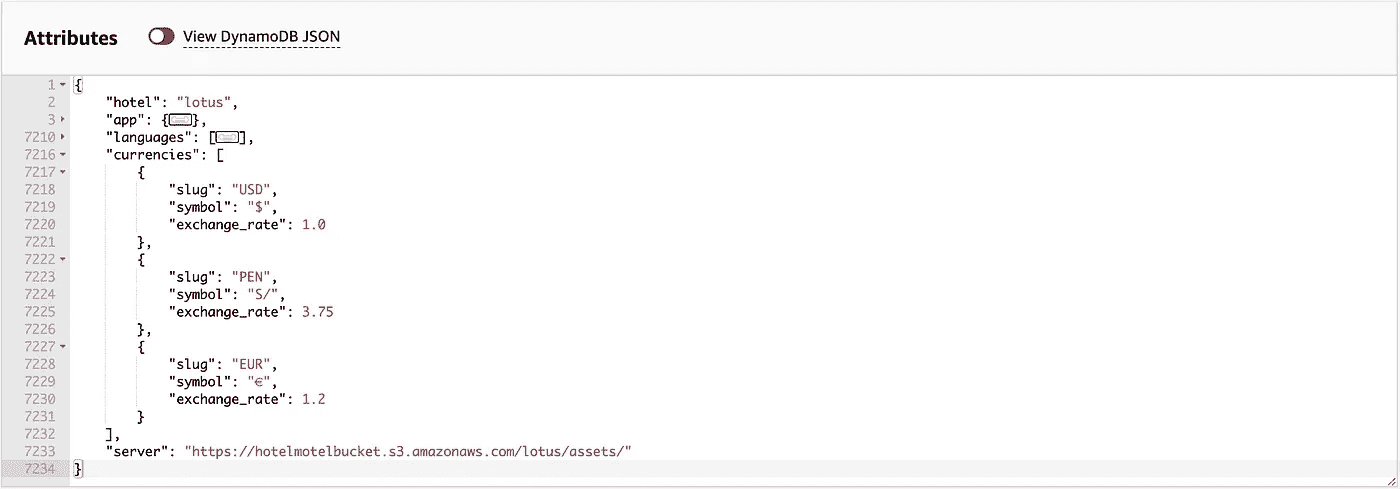 Attributes View DynamoDB JSON
1 {
2 "hotel": "lotus",
3 "app": {},
7210 "languages": [],
7216 "currencies": [
7217 {
7218 "slug": "USD",
7219 "symbol": "$",
7220 "exchange_rate": 1.0
7221 },
7222 {
7223 "slug": "PEN",
7224 "symbol": "S/",
7225 "exchange_rate": 3.75
7226 },
7227 {
7228 "slug": "EUR",
7229 "symbol": "€",
7230 "exchange_rate": 1.2
7231 }
7232 ],
7233 "server": "https://hotelmotelbucket.s3.amazonaws.com/lotus/assets/"
7234 }